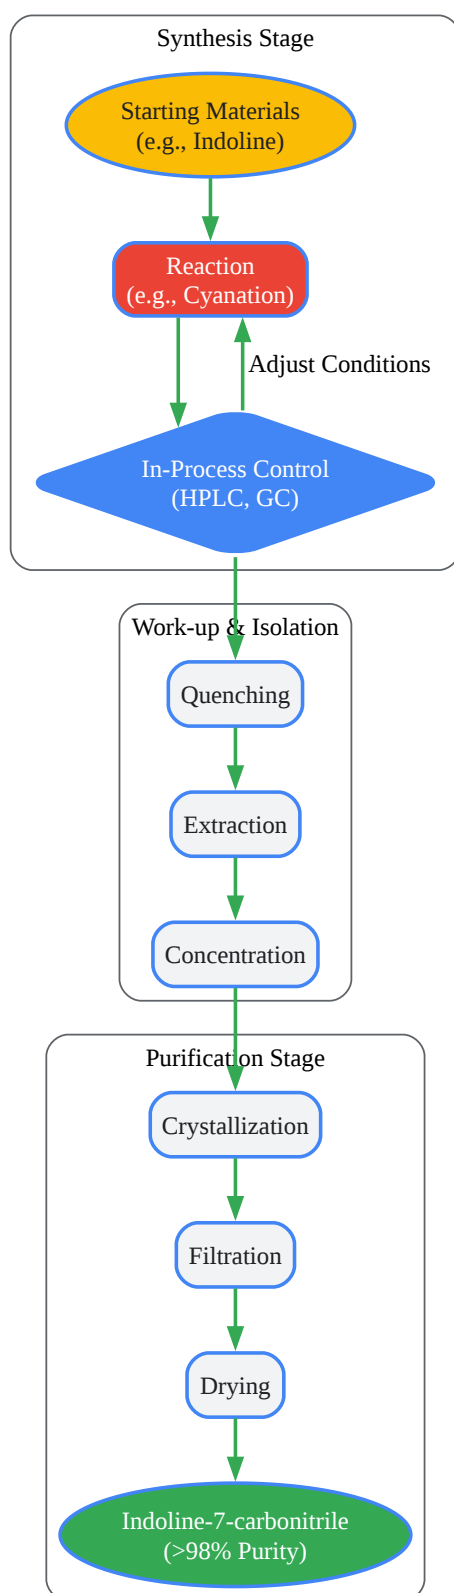 Synthesis Stage
Starting Materials
(e.g., Indoline)
Reaction
(e.g., Cyanation)
Adjust Conditions
In-Process Control
(HPLC, GC)
Work-up & Isolation
Quenching
Extraction
Concentration
Purification Stage
Crystallization
Filtration
Drying
Indoline-7-carbonitrile
(>98% Purity)